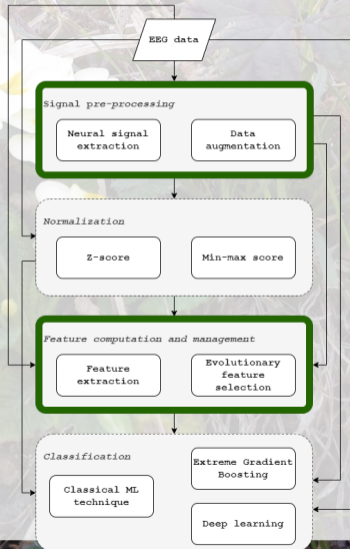 EEG data
Signal pre-processing
Neural signal
extraction
Data
augmentation
Normalization
Z-score
Min-max score
Feature computation and management
Feature
extraction
Evolutionary
feature
selection
Classification
Extreme Gradient
Boosting
Classical ML
technique
Deep learning